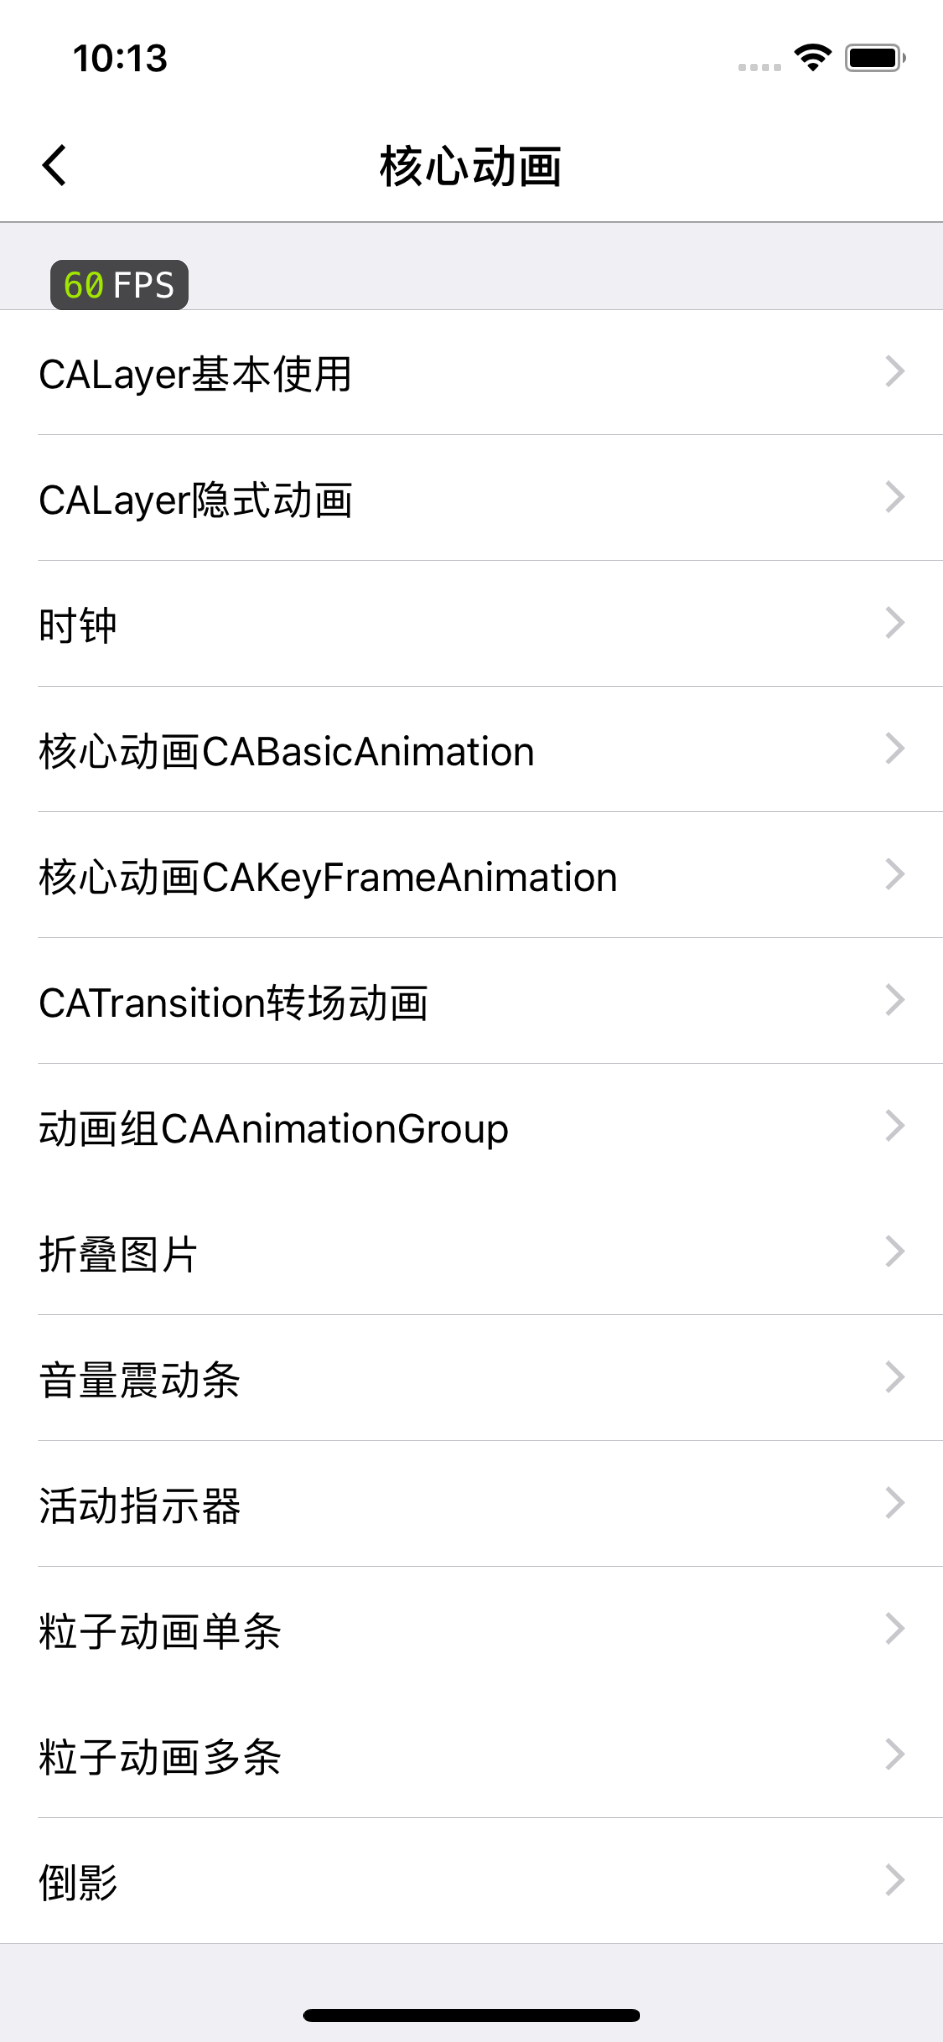 10:13
核心动画
60 FPS
CALayer基本使用
CALayer隐式动画
时钟
核心动画CABasicAnimation
核心动画CAKeyFrameAnimation
CATransition转场动画
动画组CAAnimationGroup
折叠图片
音量震动条
活动指示器
粒子动画单条
粒子动画多条
倒影